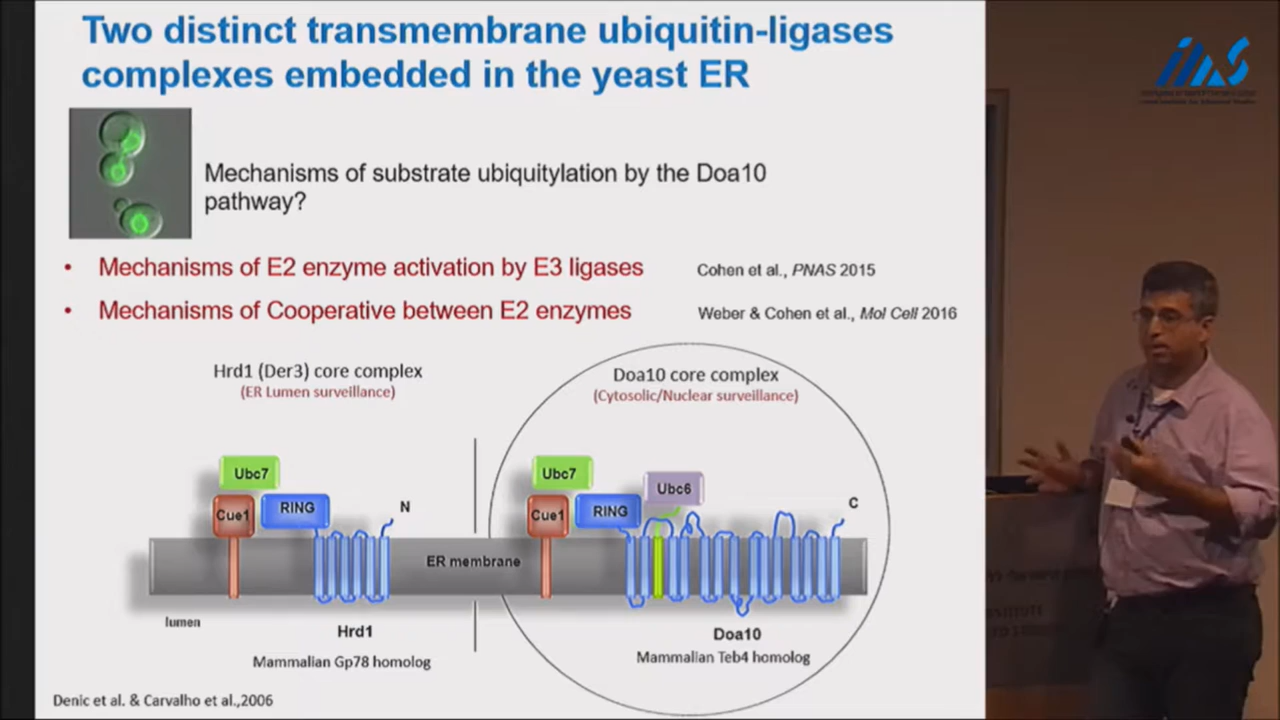 Two distinct transmembrane ubiquitin-ligases
complexes embedded in the yeast ER
Mechanisms of substrate ubiquitylation by the Doa10
pathway?
• Mechanisms of E2 enzyme activation by E3 ligases Cohen et al., PNAS 2015
• Mechanisms of Cooperative between E2 enzymes Weber & Cohen et al., Mol Cell 2016
Hrd1 (Der3) core complex
(ER Lumen surveillance)
Doa10 core complex
(Cytosolic/Nuclear surveillance)
Ubc7
Cue1
RING
N
Ubc7
Cue1
RING
Ubc6
C
ER membrane
lumen
Hrd1
Mammalian Gp78 homolog
Doa10
Mammalian Teb4 homolog
Denic et al. & Carvalho et al.,2006
IIAS